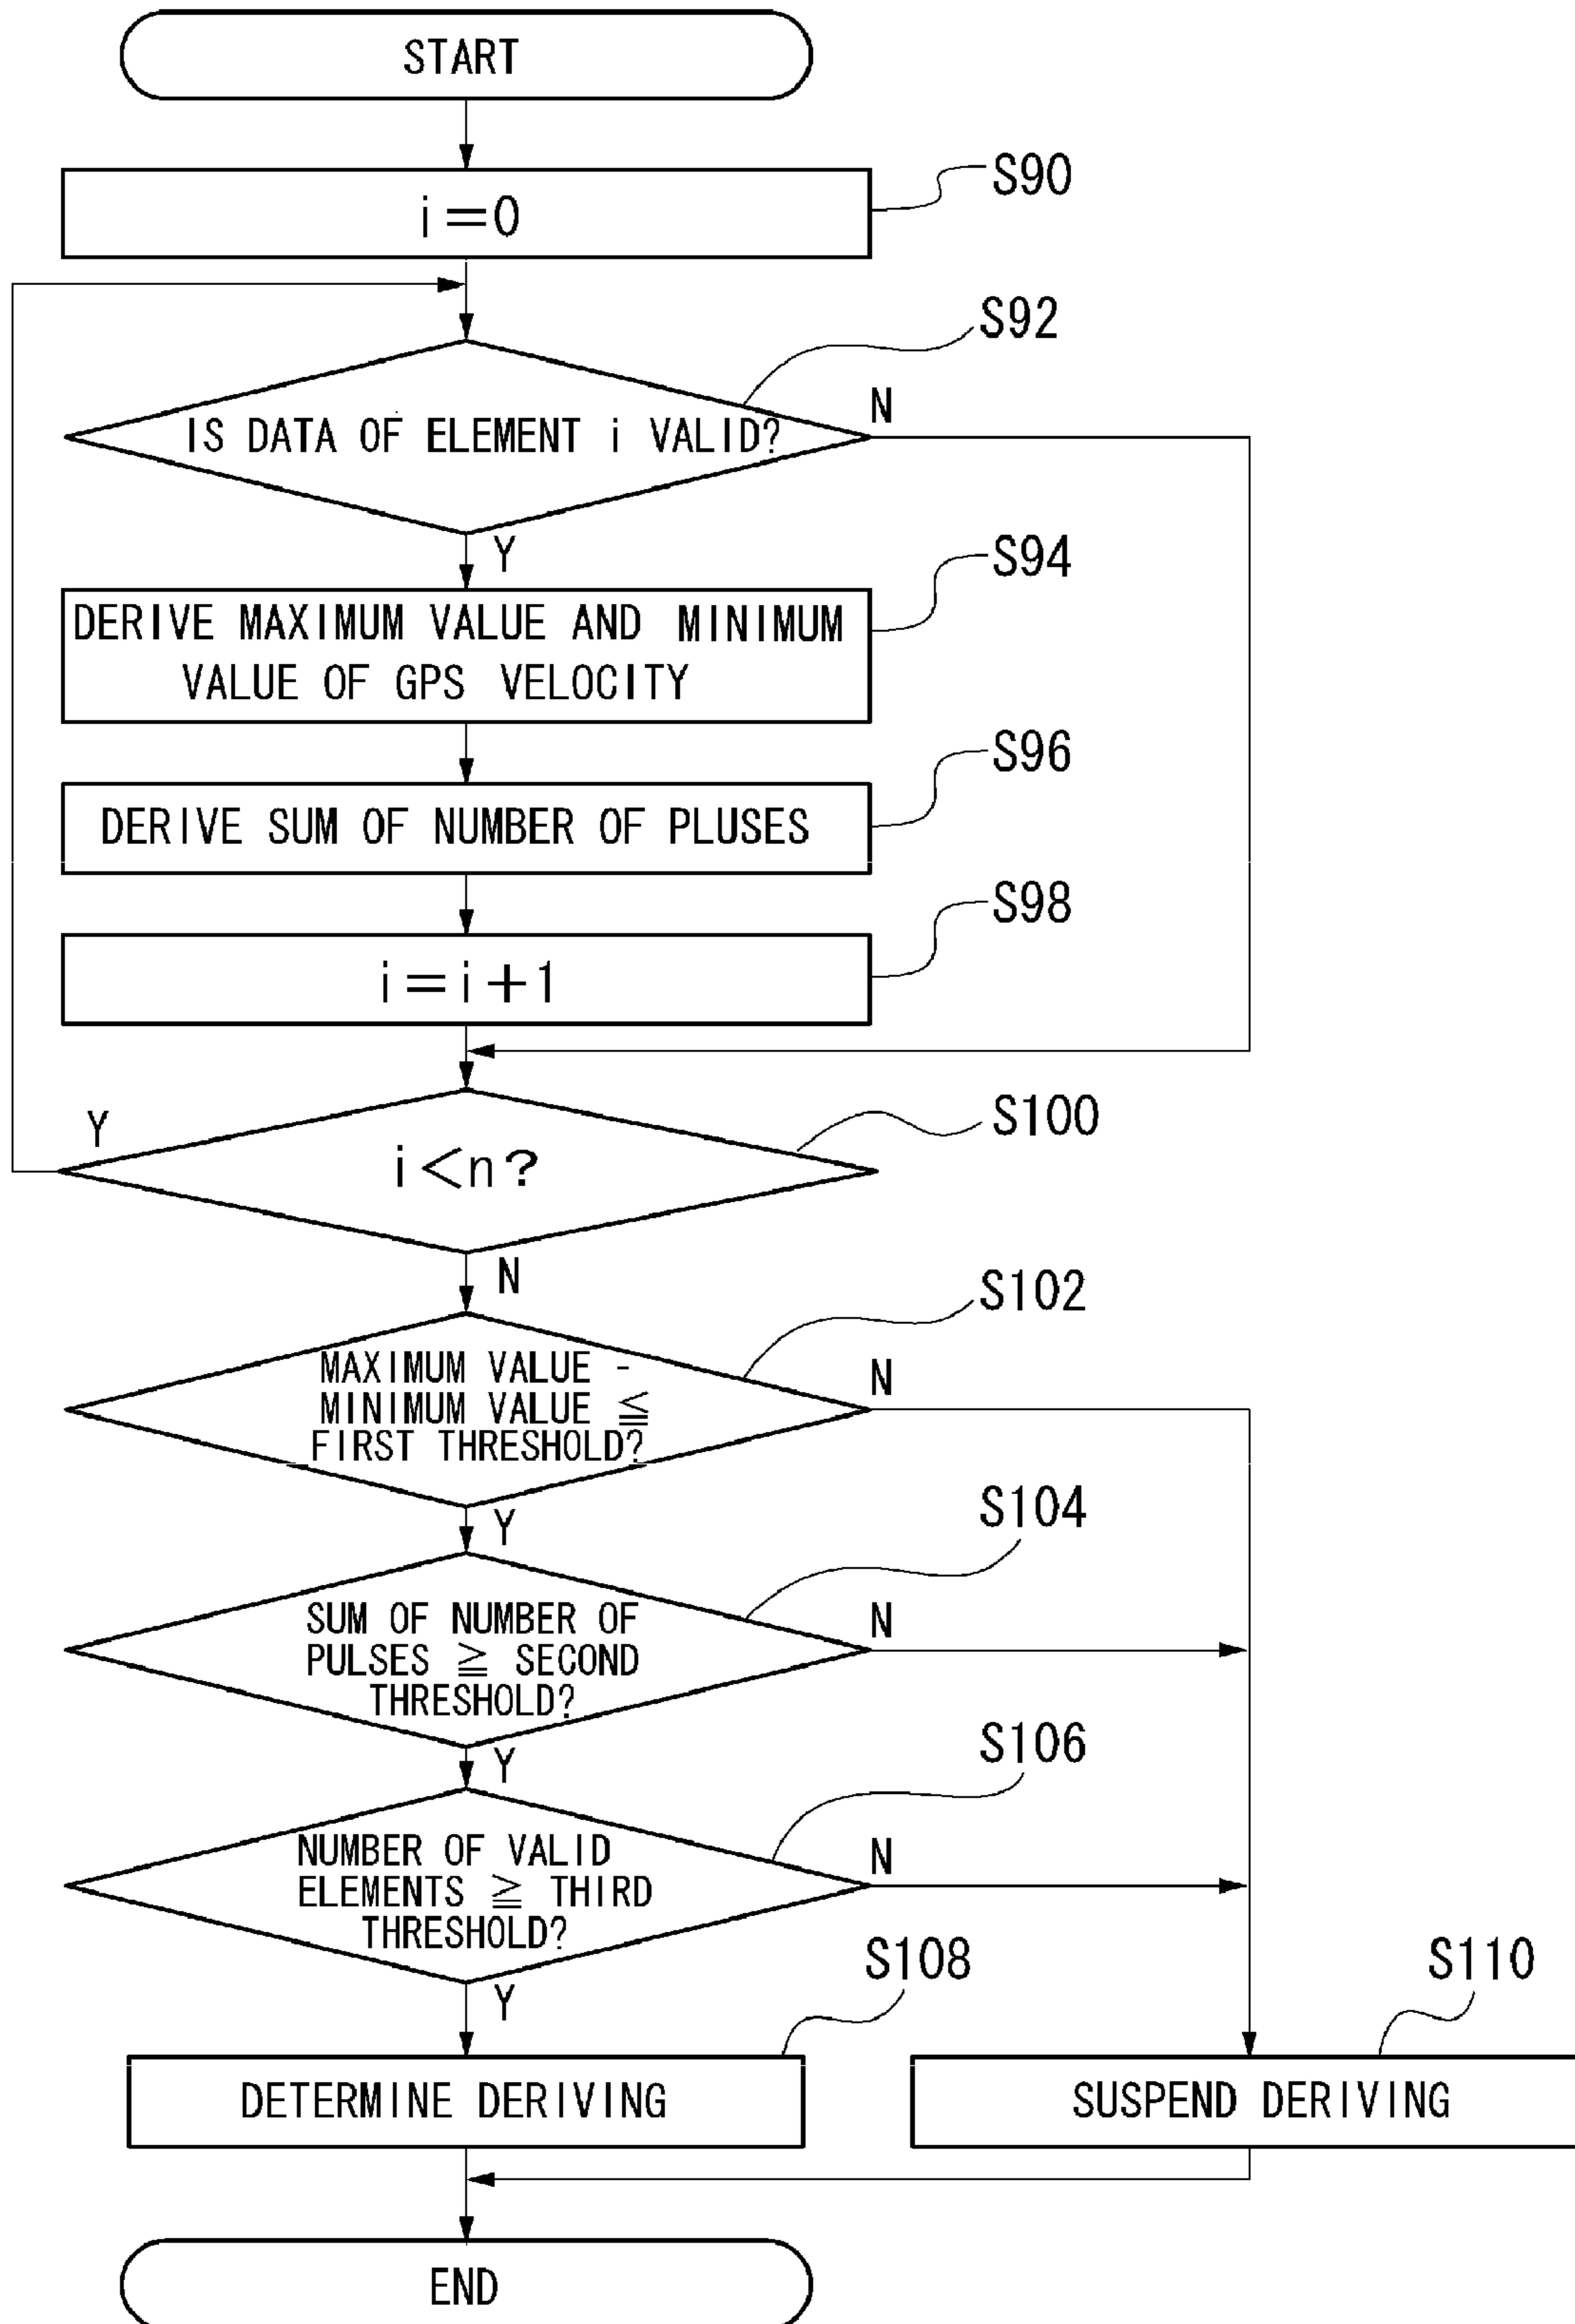 START
S90
i=0
S92
IS DATA OF ELEMENT i VALID?
N
Y
S94
DERIVE MAXIMUM VALUE AND MINIMUM
VALUE OF GPS VELOCITY
S96
DERIVE SUM OF NUMBER OF PLUSES
S98
i=i+1
S100
Y
i<n?
N
S102
MAXIMUM VALUE -
MINIMUM VALUE ≦
FIRST THRESHOLD?
N
Y
S104
SUM OF NUMBER OF
PULSES ≧ SECOND
THRESHOLD?
N
Y
S106
NUMBER OF VALID
ELEMENTS ≧ THIRD
THRESHOLD?
N
Y
S108
DETERMINE DERIVING
S110
SUSPEND DERIVING
END